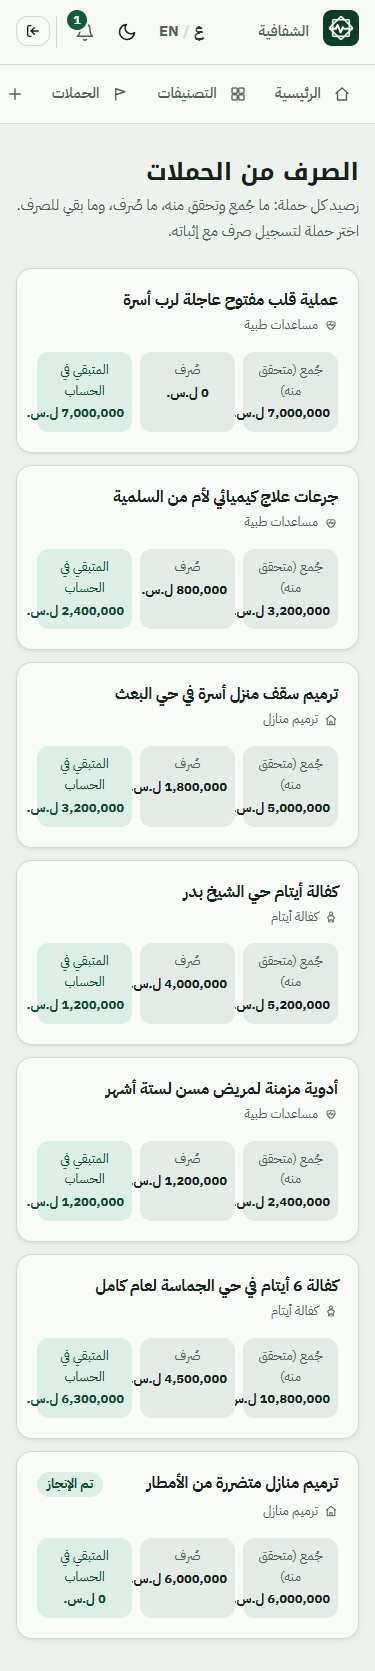 الشفافية
ع / EN
1
الرئيسية
التصنيفات
الحملات
الصرف من الحملات
رصيد كل حملة: ما جُمع وتحقق منه، ما صُرف، وما بقي للصرف.
اختر حملة لتسجيل صرف مع إثباته.
عملية قلب مفتوح عاجلة لرب أسرة
مساعدات طبية
جُمع (متحقق منه)
7,000,000 ل.س.
صُرف
0 ل.س.
المتبقي في الحساب
7,000,000 ل.س.
جرعات علاج كيميائي لأم من السلمية
مساعدات طبية
جُمع (متحقق منه)
3,200,000 ل.س.
صُرف
800,000 ل.س.
المتبقي في الحساب
2,400,000 ل.س.
ترميم سقف منزل أسرة في حي البعث
ترميم منازل
جُمع (متحقق منه)
5,000,000 ل.س.
صُرف
1,800,000 ل.س.
المتبقي في الحساب
3,200,000 ل.س.
كفالة أيتام حي الشيخ بدر
كفالة أيتام
جُمع (متحقق منه)
5,200,000 ل.س.
صُرف
4,000,000 ل.س.
المتبقي في الحساب
1,200,000 ل.س.
أدوية مزمنة لمريض مسن لستة أشهر
مساعدات طبية
جُمع (متحقق منه)
2,400,000 ل.س.
صُرف
1,200,000 ل.س.
المتبقي في الحساب
1,200,000 ل.س.
كفالة 6 أيتام في حي الجماسة لعام كامل
كفالة أيتام
جُمع (متحقق منه)
10,800,000 ل.س
صُرف
4,500,000 ل.س.
المتبقي في الحساب
6,300,000 ل.س.
ترميم منازل متضررة من الأمطار
تم الإنجاز
ترميم منازل
جُمع (متحقق منه)
6,000,000 ل.س.
صُرف
6,000,000 ل.س.
المتبقي في الحساب
0 ل.س.